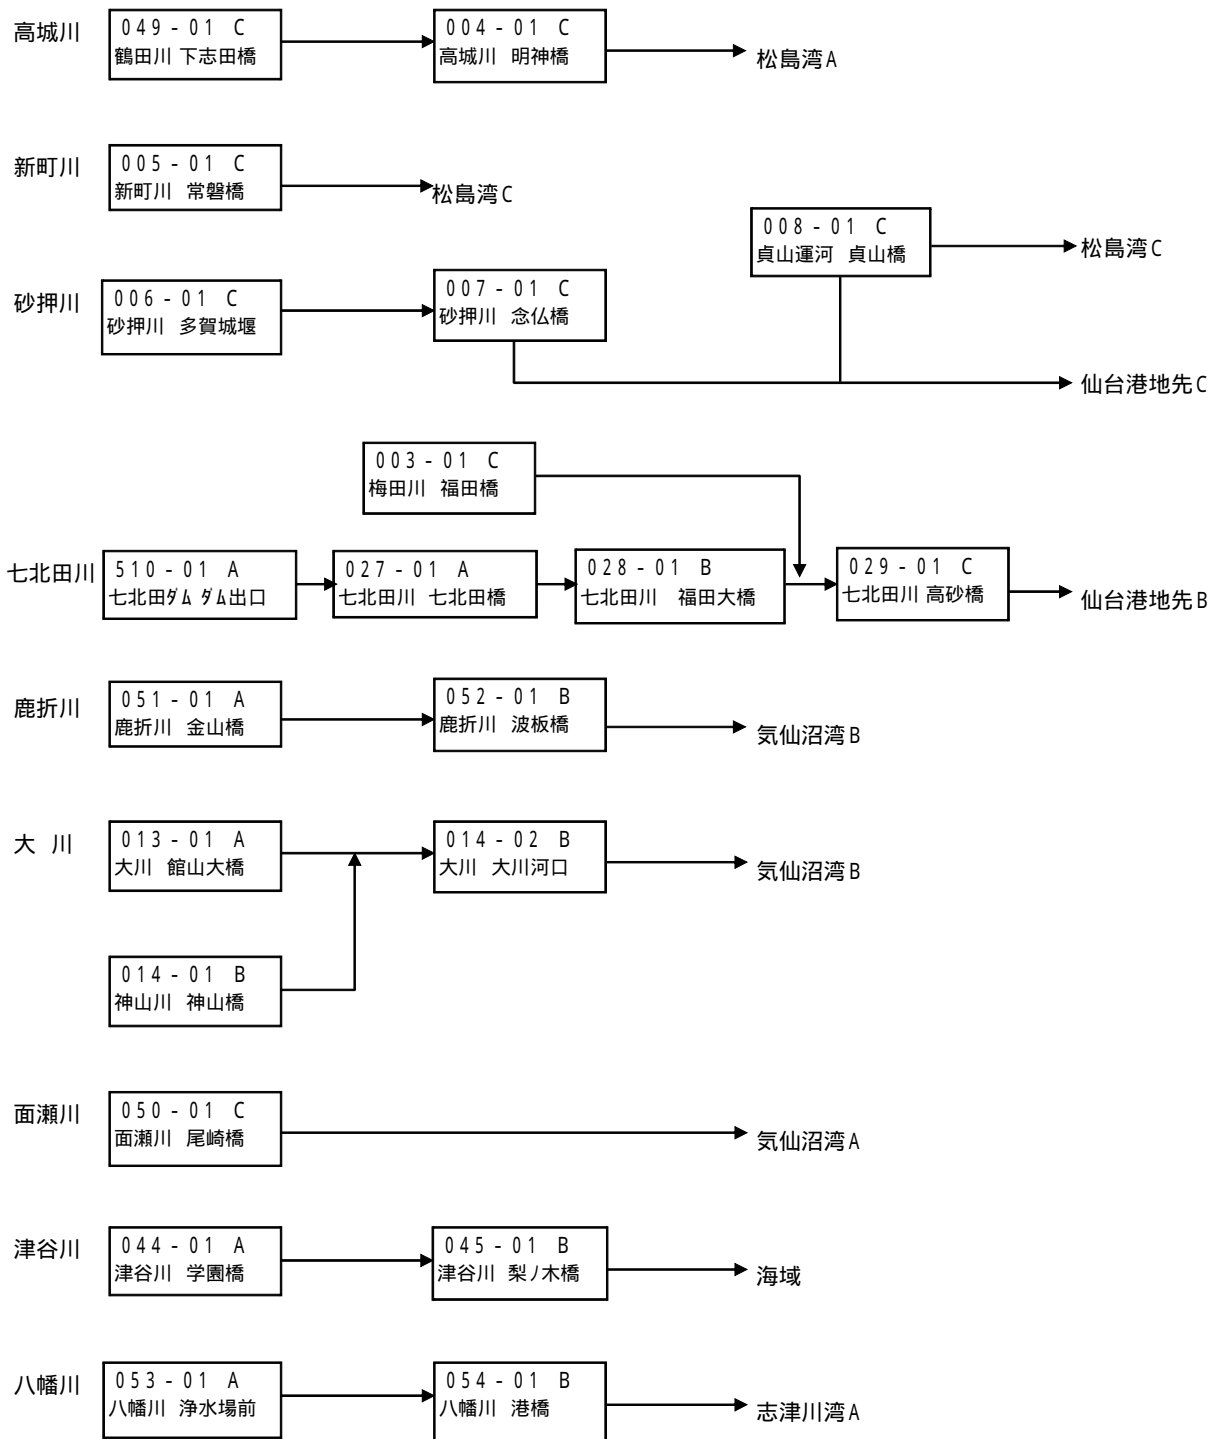 高城川
049-01 C
鶴田川 下志田橋
004-01 C
高城川 明神橋
松島湾A
新町川
005-01 C
新町川 常磐橋
松島湾C
砂押川
006-01 C
砂押川 多賀城堰
007-01 C
砂押川 念仏橋
008-01 C
貞山運河 貞山橋
松島湾C
仙台港地先C
003-01 C
梅田川 福田橋
七北田川
510-01 A
七北田ﾀﾞﾑ ﾀﾞﾑ出口
027-01 A
七北田川 七北田橋
028-01 B
七北田川 福田大橋
029-01 C
七北田川 高砂橋
仙台港地先B
鹿折川
051-01 A
鹿折川 金山橋
052-01 B
鹿折川 波板橋
気仙沼湾B
大 川
013-01 A
大川 館山大橋
014-02 B
大川 大川河口
気仙沼湾B
014-01 B
神山川 神山橋
面瀬川
050-01 C
面瀬川 尾崎橋
気仙沼湾A
津谷川
044-01 A
津谷川 学園橋
045-01 B
津谷川 梨ノ木橋
海域
八幡川
053-01 A
八幡川 浄水場前
054-01 B
八幡川 港橋
志津川湾A